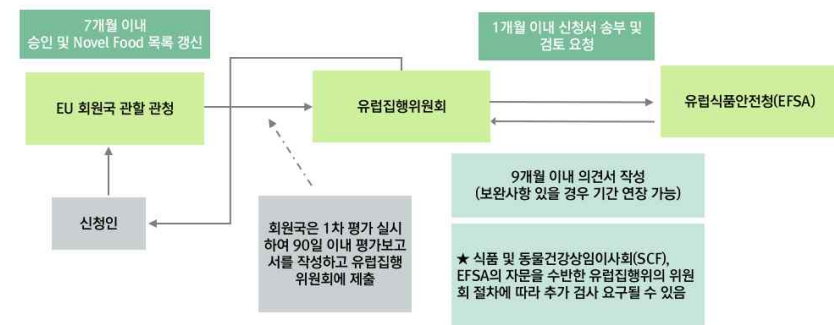 7개월 이내
승인 및 Novel Food 목록 갱신
1개월 이내 신청서 송부 및
검토 요청
EU 회원국 관할 관청
유럽집행위원회
유럽식품안전청(EFSA)
신청인
회원국은 1차 평가 실시
하여 90일 이내 평가보고
서를 작성하고 유럽집행
위원회에 제출
9개월 이내 의견서 작성
(보완사항 있을 경우 기간 연장 가능)
★ 식품 및 동물건강상임이사회(SCF),
EFSA의 자문을 수반한 유럽집행위의 위원
회 절차에 따라 추가 검사 요구될 수 있음